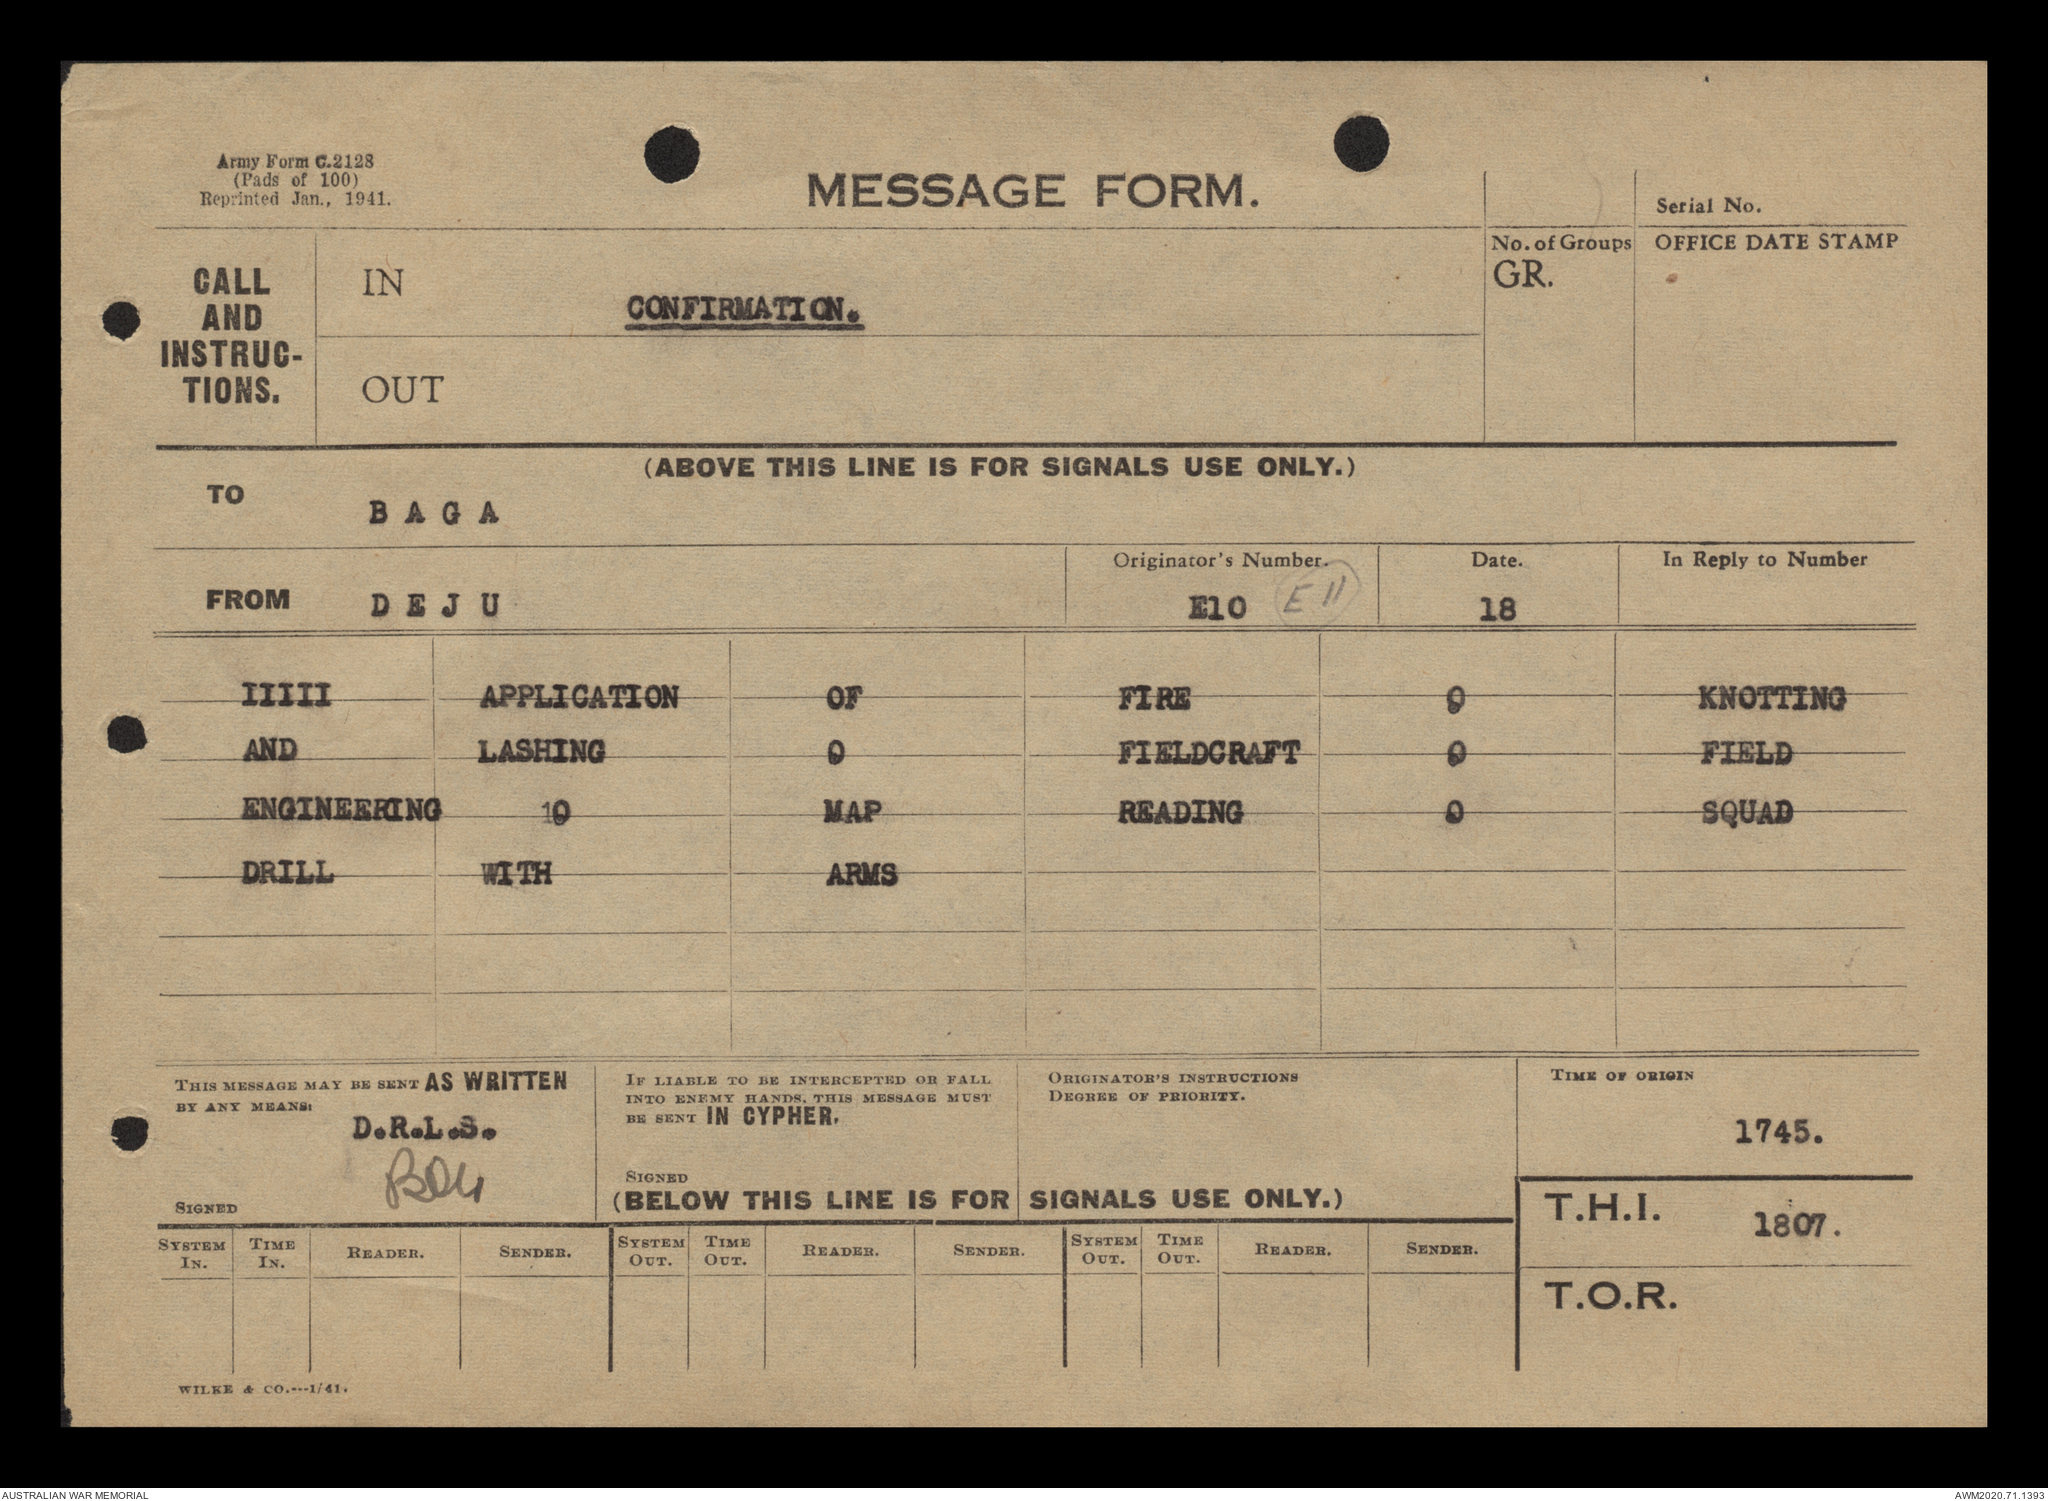 Army Form C.2128
(Pads of 100)
Reprinted Jan., 1941.
MESSAGE FORM.
Serial No.
CALL
AND
INSTRUC-
TIONS.
IN
CONFIRMATION.
OUT
No. of Groups
GR.
OFFICE DATE STAMP
(ABOVE THIS LINE IS FOR SIGNALS USE ONLY.)
TO B A G A
FROM D E J U
Originator's Number.
E10 E 11
Date.
18
In Reply to Number
IIIII APPLICATION OF FIRE 0 KNOTTING
AND LASHING 0 FIELDCRAFT 0 FIELD
ENGINEERING 10 MAP READING 0 SQUAD
DRILL WITH ARMS
THIS MESSAGE MAY BE SENT AS WRITTEN
BY ANY MEANS:
D.R.L.S.
SIGNED
IF LIABLE TO BE INTERCEPTED OR FALL
INTO ENEMY HANDS, THIS MESSAGE MUST
BE SENT IN CYPHER.
SIGNED
ORIGINATOR'S INSTRUCTIONS
DEGREE OF PRIORITY.
TIME OF ORIGIN
1745.
(BELOW THIS LINE IS FOR SIGNALS USE ONLY.)
T.H.I. 1807.
T.O.R.
SYSTEM IN. TIME IN. READER. SENDER. SYSTEM OUT. TIME OUT. READER. SENDER. SYSTEM OUT. TIME OUT. READER. SENDER.
WILKE & CO.---1/41.
AUSTRALIAN WAR MEMORIAL
AWM2020.71.1393